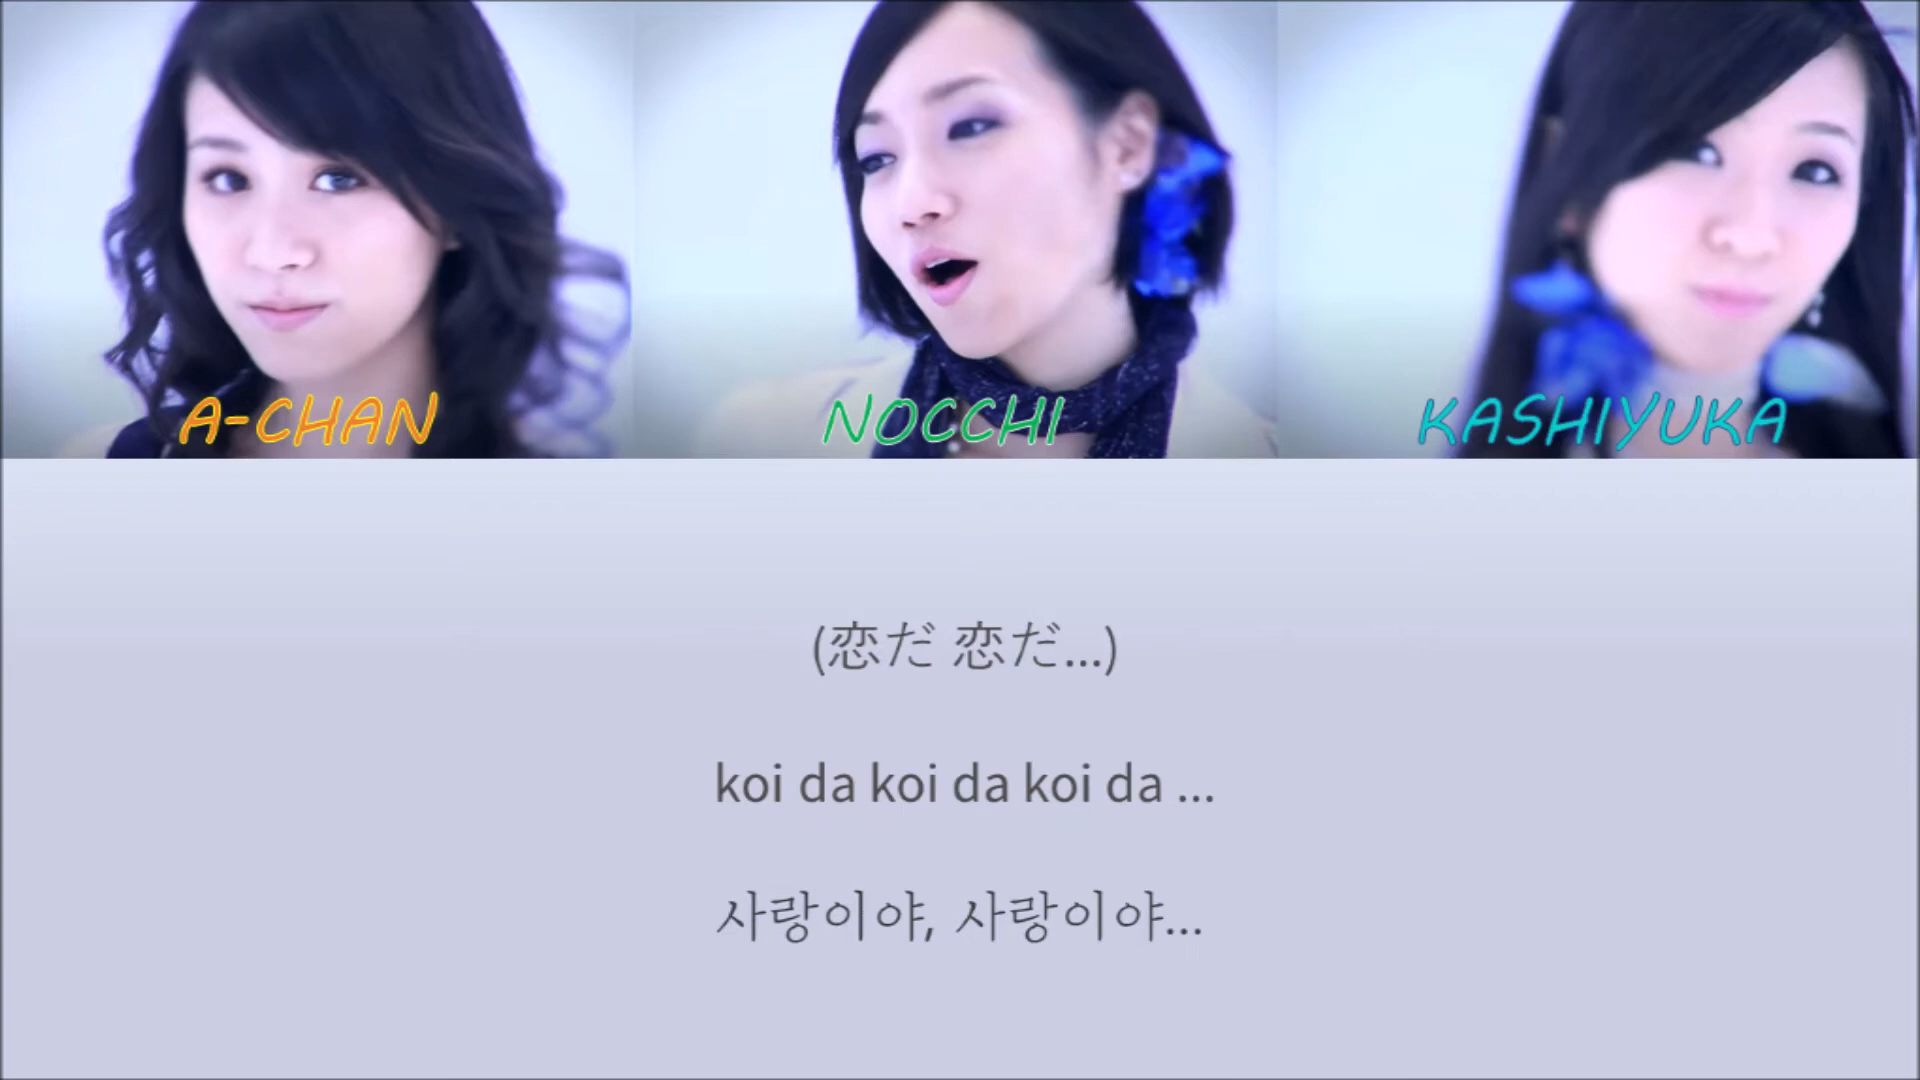 A-CHAN
NOCCHI
KASHIYUKA
(恋だ 恋だ...)
koi da koi da koi da ...
사랑이야, 사랑이야...